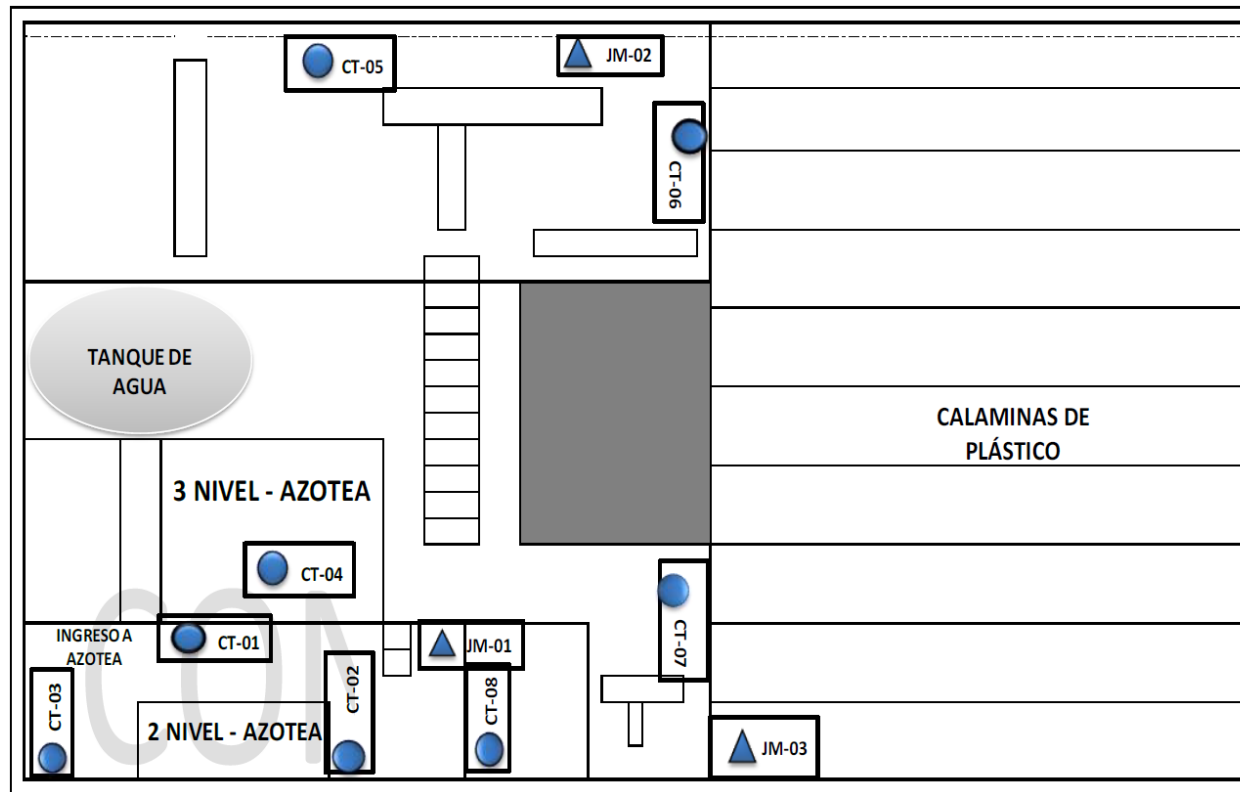 CT-05
JM-02
CT-06
TANQUE DE
AGUA
CALAMINAS DE
PLÁSTICO
3 NIVEL - AZOTEA
CT-04
INGRESO A
AZOTEA
CT-01
JM-01
CT-07
CT-03
CT-02
CT-08
2 NIVEL - AZOTEA
JM-03
CON